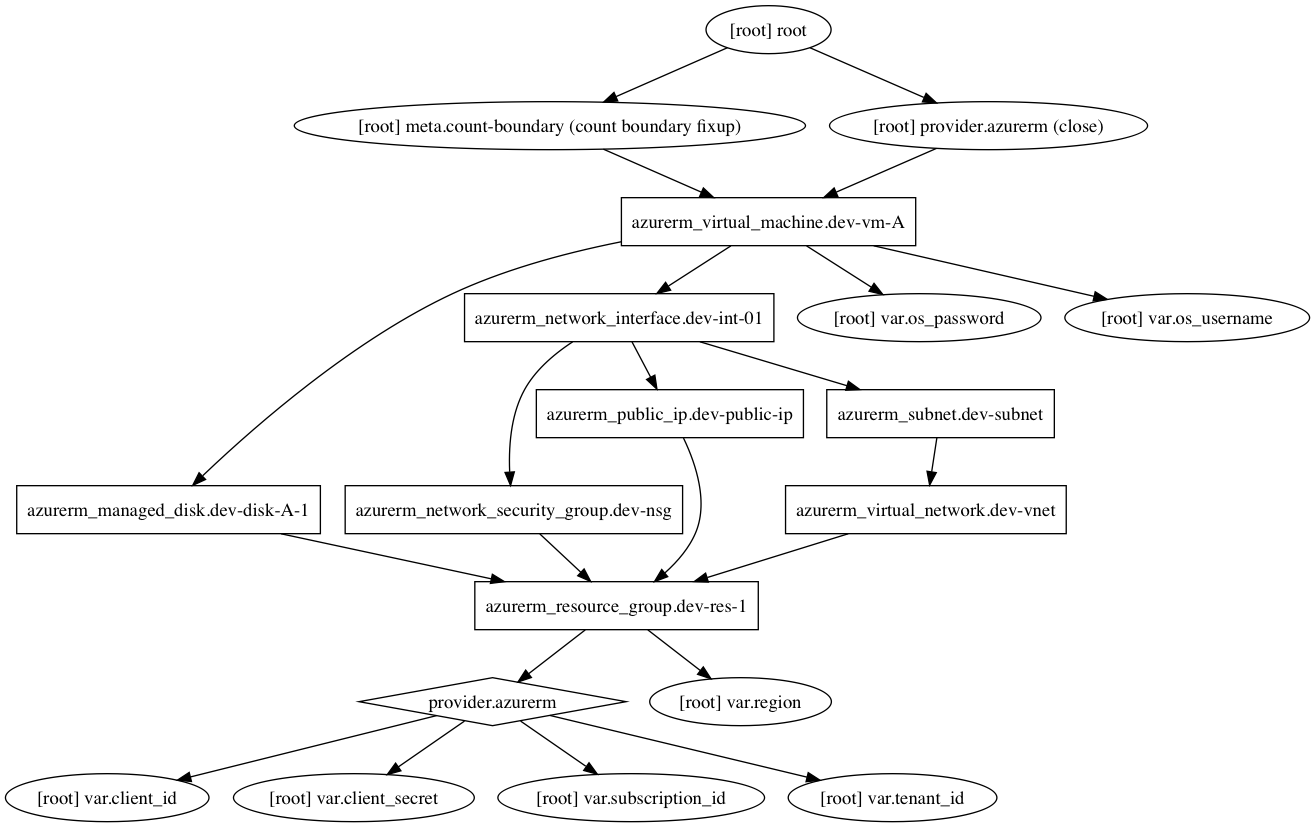 [root] root
[root] meta.count-boundary (count boundary fixup)
[root] provider.azurerm (close)
azurerm_virtual_machine.dev-vm-A
azurerm_network_interface.dev-int-01
[root] var.os_password
[root] var.os_username
azurerm_public_ip.dev-public-ip
azurerm_subnet.dev-subnet
azurerm_managed_disk.dev-disk-A-1
azurerm_network_security_group.dev-nsg
azurerm_virtual_network.dev-vnet
azurerm_resource_group.dev-res-1
provider.azurerm
[root] var.region
[root] var.client_id
[root] var.client_secret
[root] var.subscription_id
[root] var.tenant_id